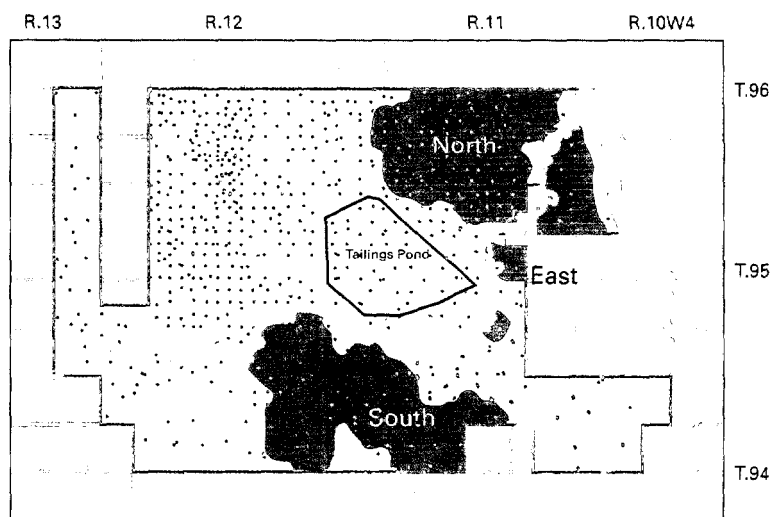 R.13 R.12 R.11 R.10W4
T.96
North
Tailings Pond
T.95
East
South
T.94